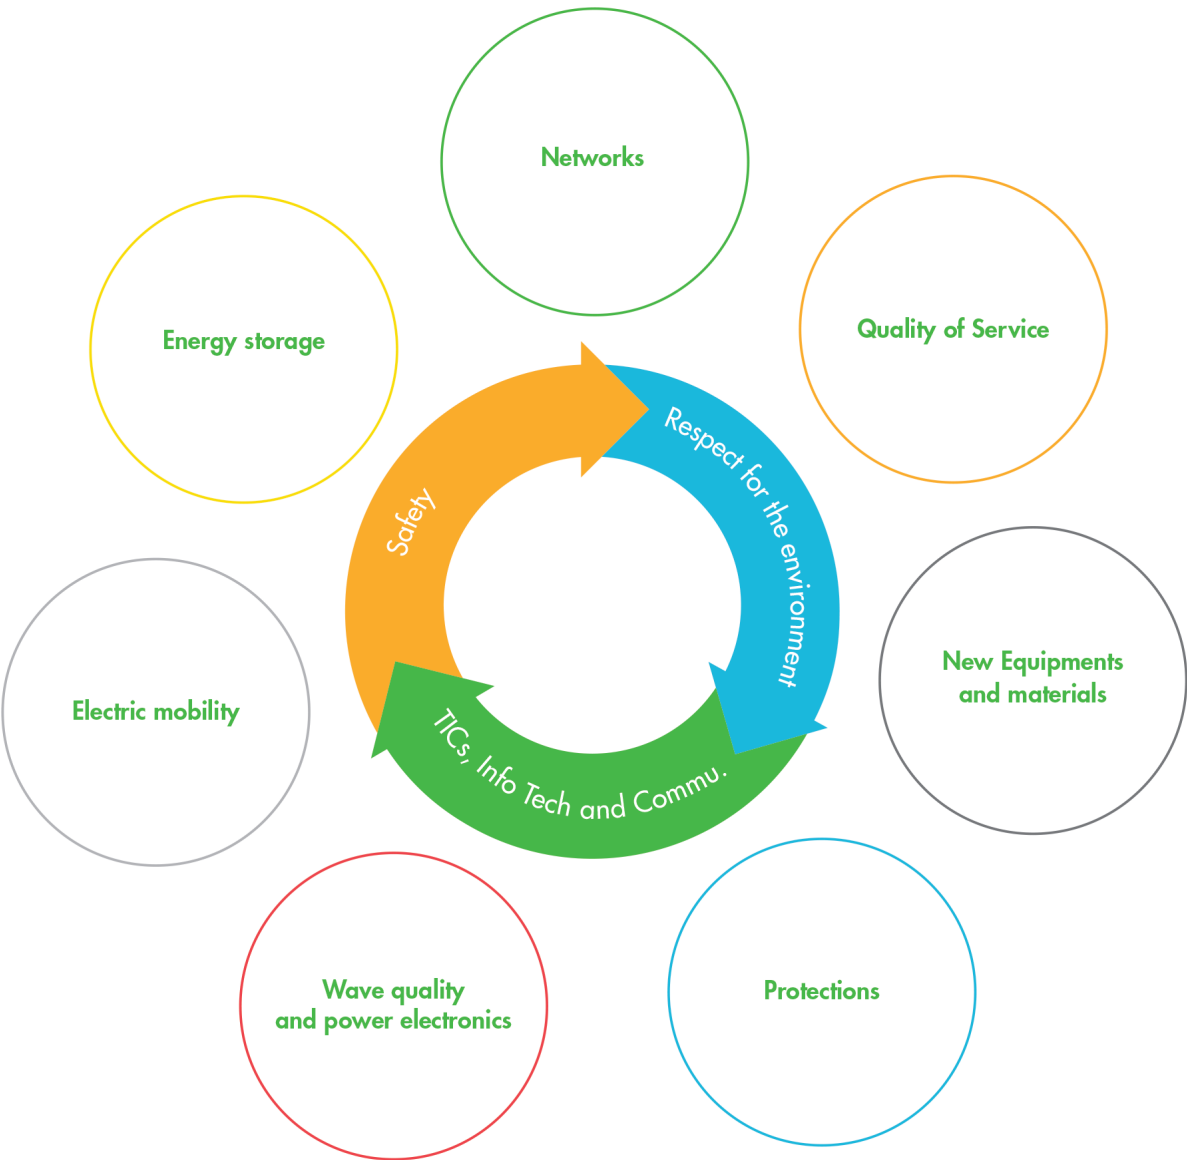 Networks
Quality of Service
Energy storage
Respect for the environment
Safety
New Equipments
and materials
Electric mobility
TICs, Info Tech and Commu.
Wave quality
and power electronics
Protections